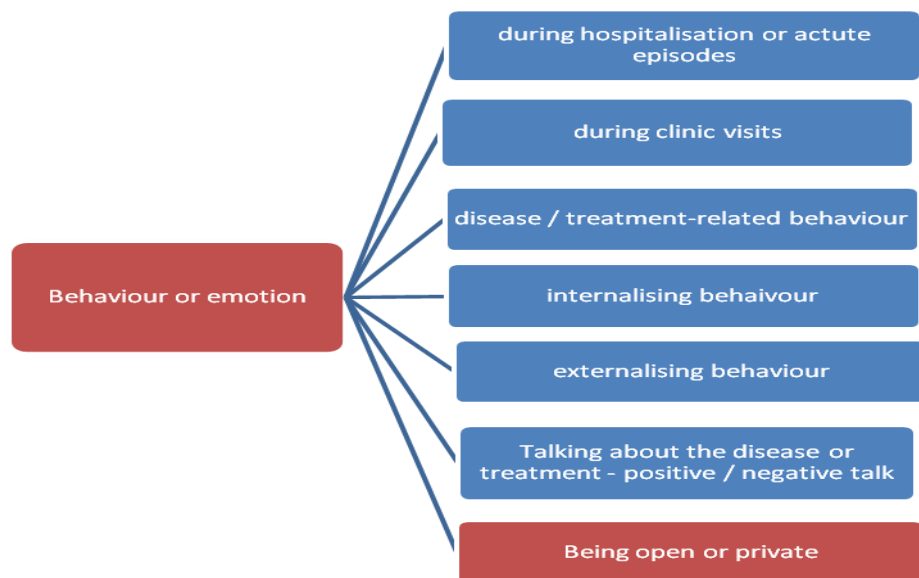 during hospitalisation or actute
episodes
during clinic visits
disease / treatment-related behaviour
Behaviour or emotion
internalising behaivour
externalising behaviour
Talking about the disease or
treatment - positive / negative talk
Being open or private